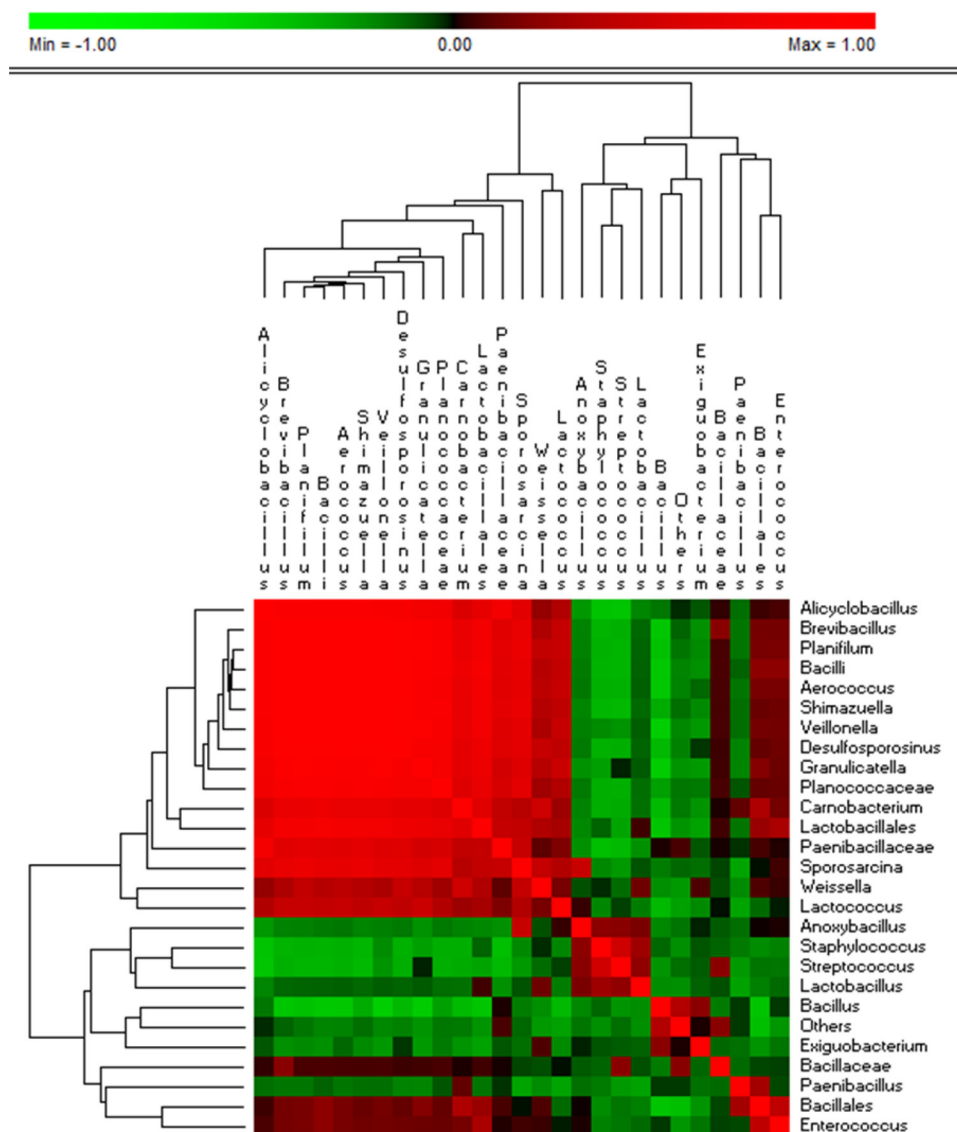 Min = -1.00 0.00 Max = 1.00
Alicyclobacillus
Brevibacillus
Planifilum
Bacilli
Aerococcus
Shimazuella
Veillonella
Desulfosporosinus
Granulicatella
Planococcaceae
Carnobacterium
Lactobacillales
Paenibacillaceae
Sporosarcina
Weissella
Lactococcus
Anoxybacillus
Staphylococcus
Streptococcus
Lactobacillus
Bacillus
Others
Exiguobacterium
Bacillaceae
Paenibacillus
Bacillales
Enterococcus
Alicyclobacillus
Brevibacillus
Planifilum
Bacilli
Aerococcus
Shimazuella
Veillonella
Desulfosporosinus
Granulicatella
Planococcaceae
Carnobacterium
Lactobacillales
Paenibacillaceae
Sporosarcina
Weissella
Lactococcus
Anoxybacillus
Staphylococcus
Streptococcus
Lactobacillus
Bacillus
Others
Exiguobacterium
Bacillaceae
Paenibacillus
Bacillales
Enterococcus